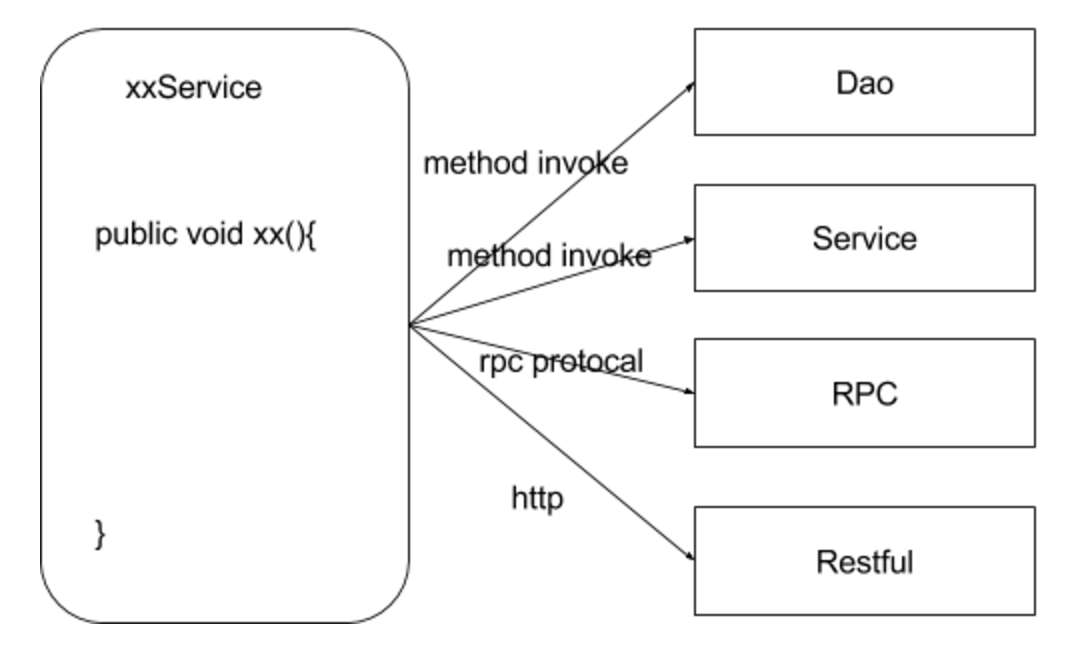 xxService
public void xx(){
}
method invoke
method invoke
rpc protocal
http
Dao
Service
RPC
Restful